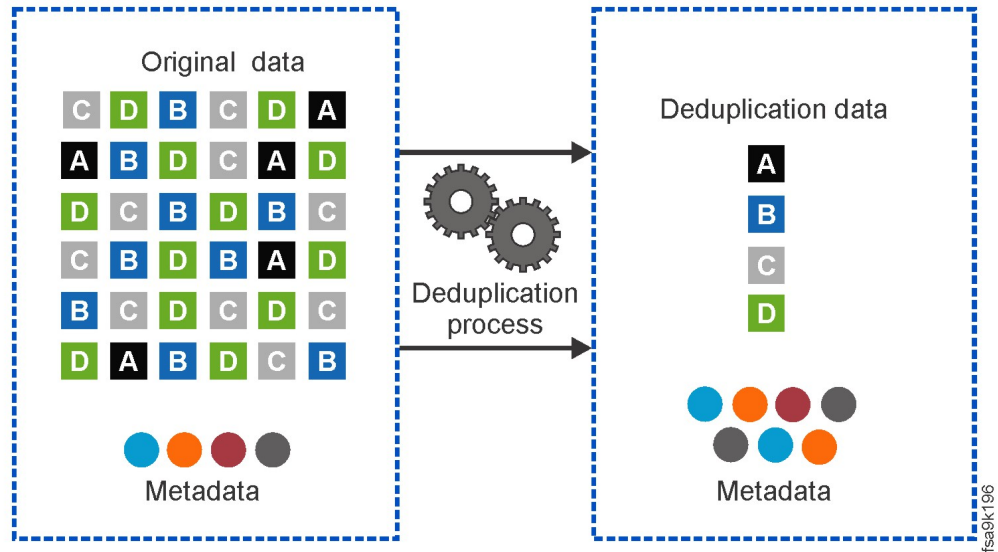 Original data
C D B C D A
A B D C A D
D C B D B C
C B D B A D
B C D C D C
D A B D C B
Metadata
Deduplication
process
Deduplication data
A
B
C
D
Metadata
fsa9k196